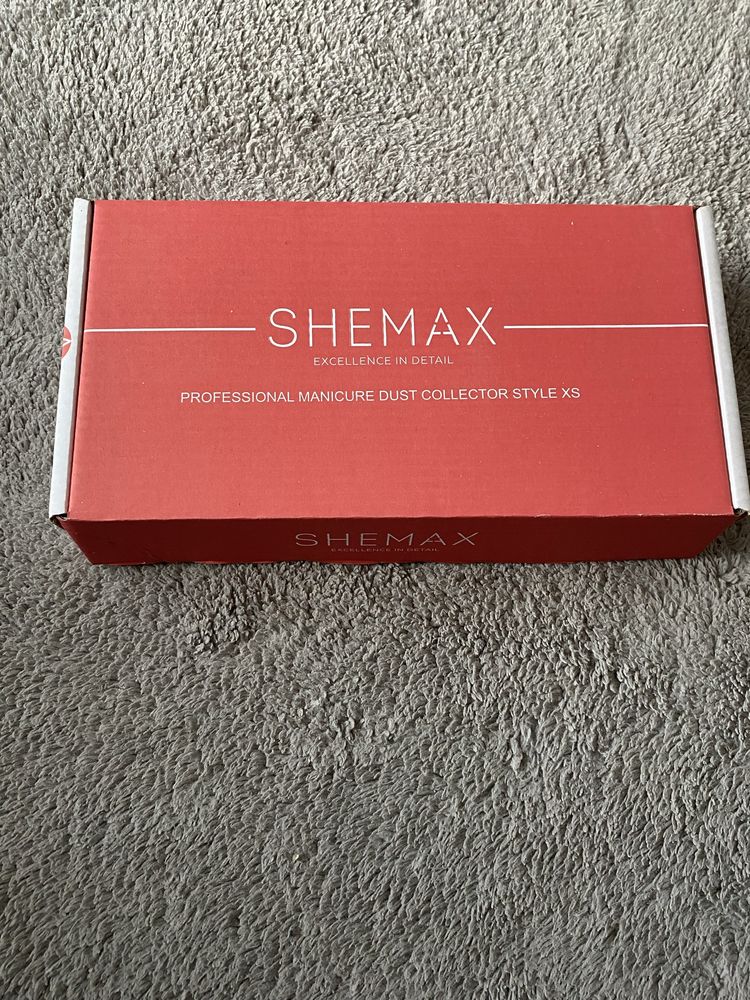 SHEMAX
EXCELLENCE IN DETAIL
PROFESSIONAL MANICURE DUST COLLECTOR STYLE XS
SHEMAX
EXCELLENCE IN DETAIL